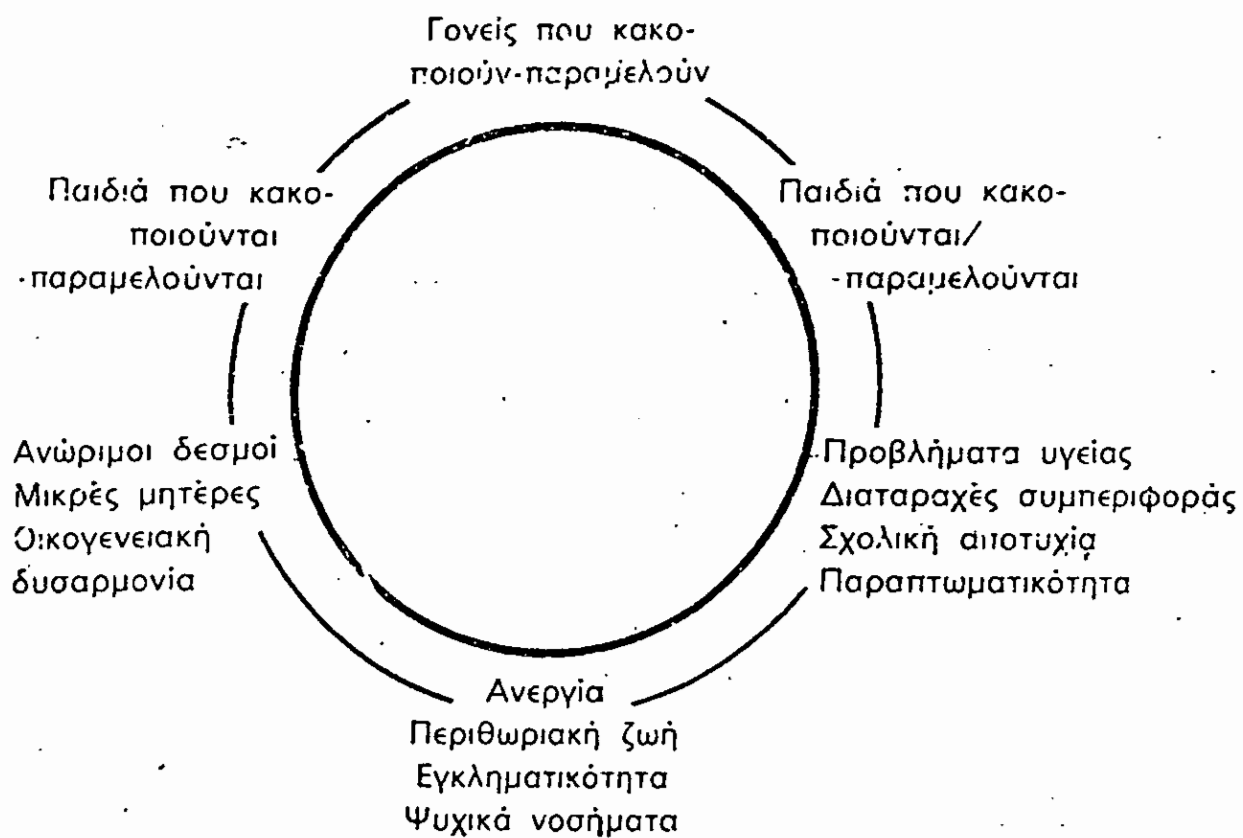 Γονείς που κακο-
ποιούν-παραμελούν
Παιδιά που κακο-
ποιούνται
-παραμελούνται
Παιδιά που κακο-
ποιούνται/
-παραμελούνται
Ανώριμοι δεσμοί
Μικρές μητέρες
Οικογενειακή
δυσαρμονία
Προβλήματα υγείας
Διαταραχές συμπεριφοράς
Σχολική αποτυχία
Παραπτωματικότητα
Ανεργία
Περιθωριακή ζωή
Εγκληματικότητα
Ψυχικά νοσήματα